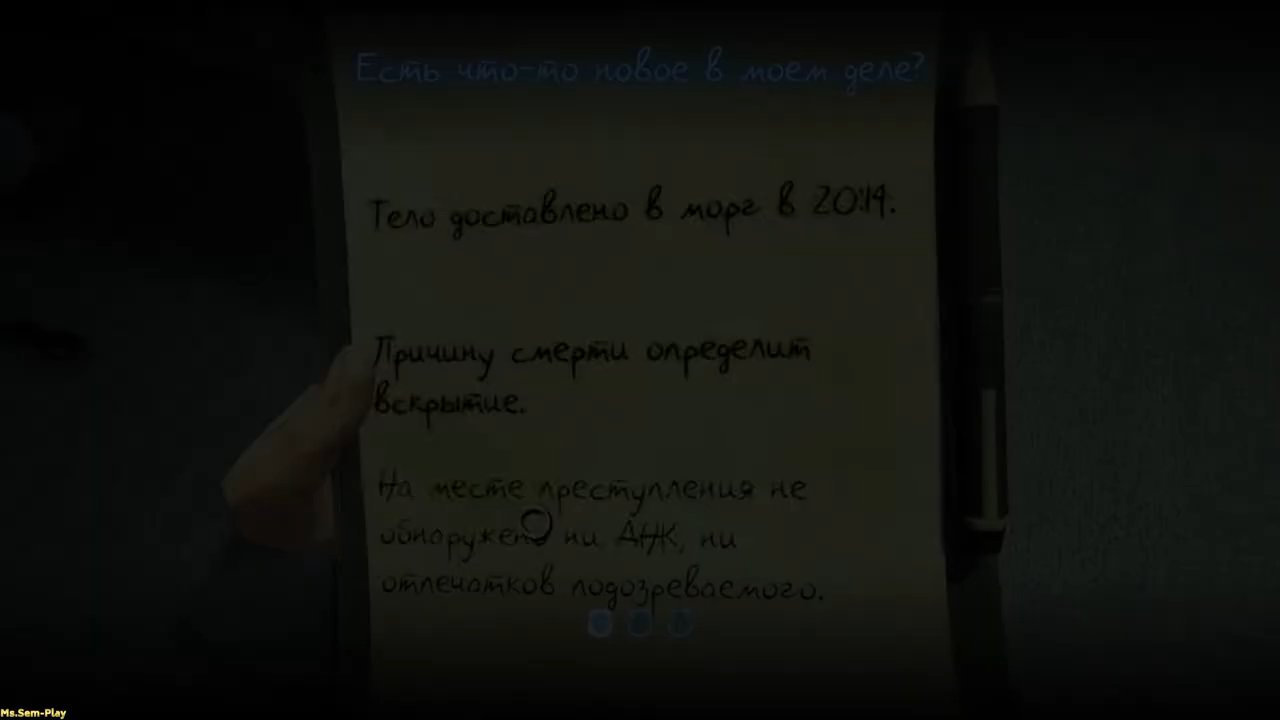 Есть что-то новое в моем деле?
Тело доставлено в морг в 20:14.
Причину смерти определит
вскрытие.
На месте преступления не
обнаружено ни ДНК, ни
отпечатков подозреваемого.
Ms.Sem-Play